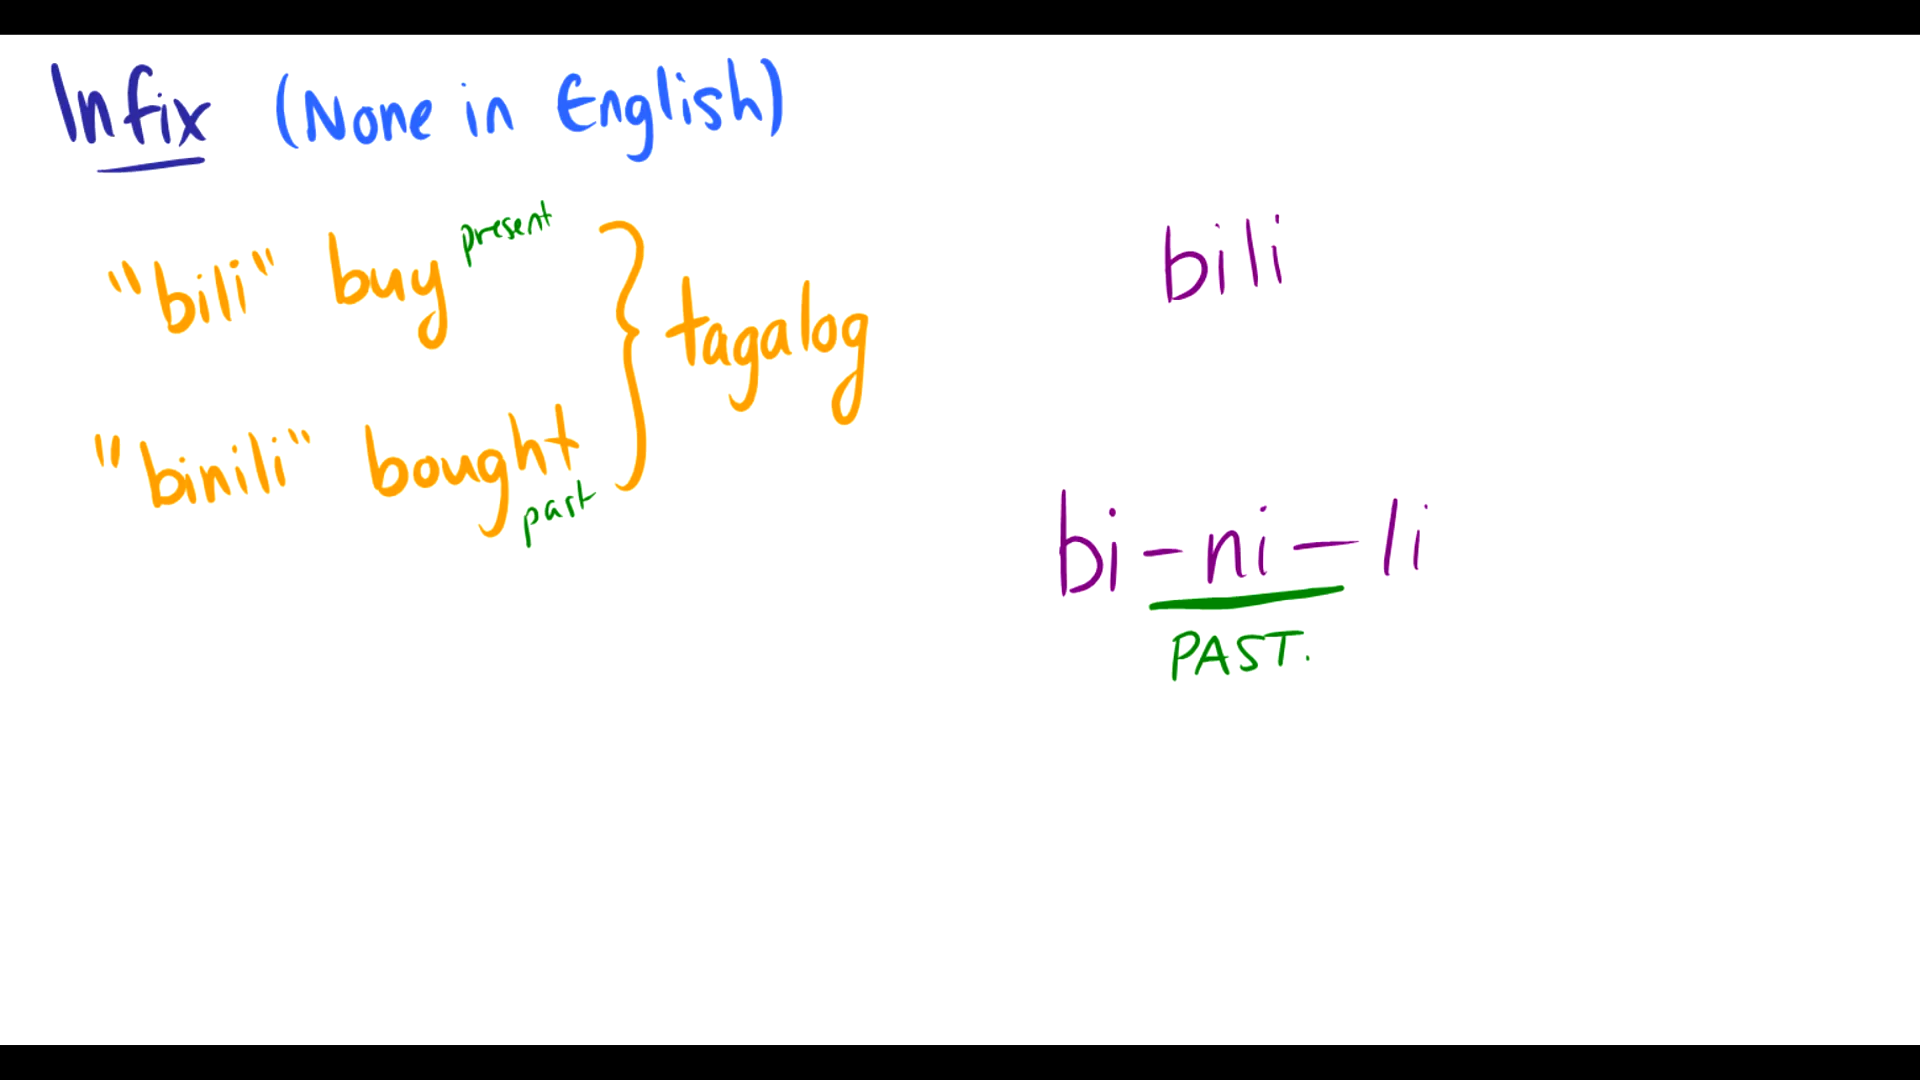 Infix (None in English)
"bili" buy present
"binili" bought past
tagalog
bili
bi-ni-li
PAST.